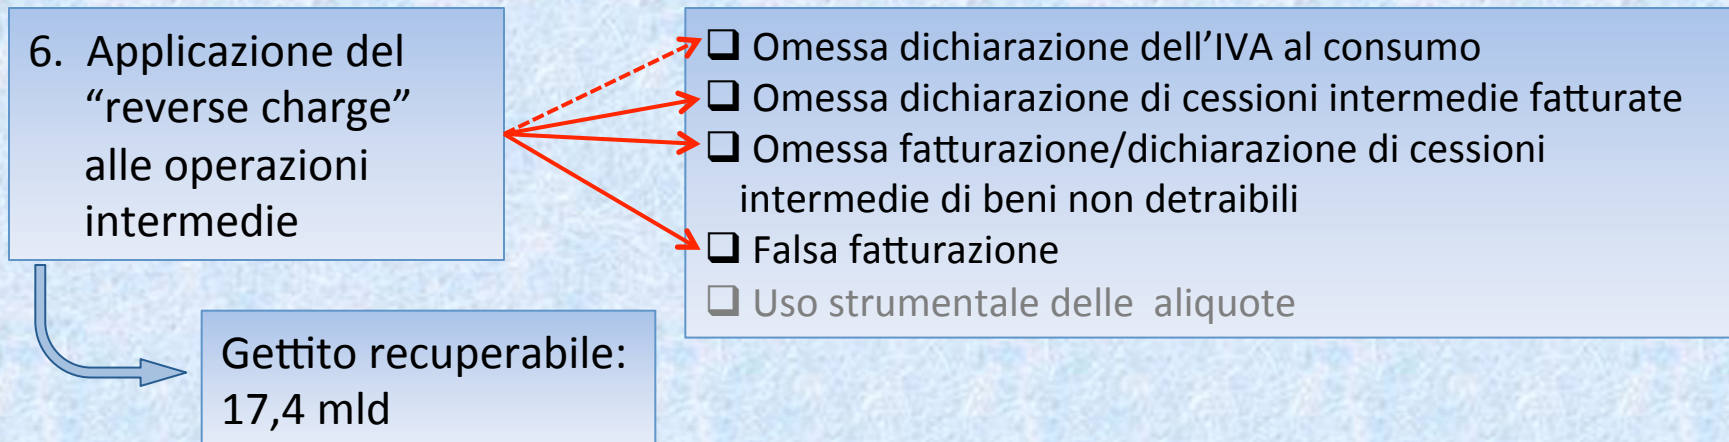 6. Applicazione del
“reverse charge”
alle operazioni
intermedie
❑ Omessa dichiarazione dell’IVA al consumo
❑ Omessa dichiarazione di cessioni intermedie fatturate
❑ Omessa fatturazione/dichiarazione di cessioni
intermedie di beni non detraibili
❑ Falsa fatturazione
❑ Uso strumentale delle aliquote
Gettito recuperabile:
17,4 mld